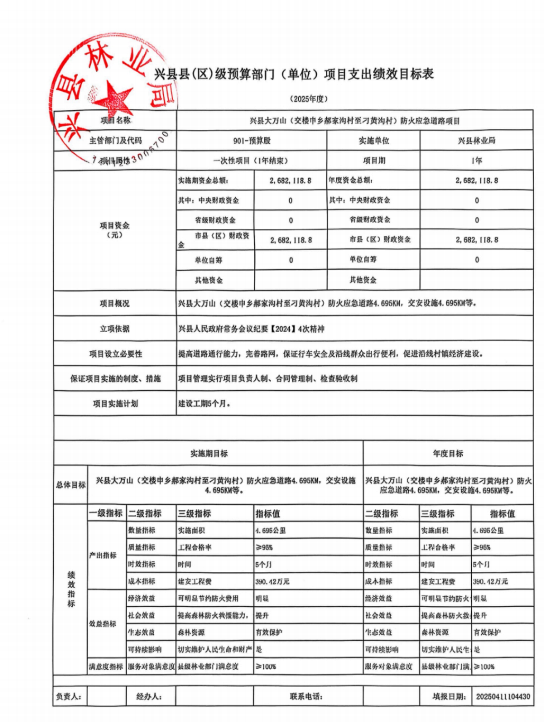 兴县县(区)级预算部门（单位）项目支出绩效目标表
（2025年度）
项目名称 兴县大万山（交楼申乡郝家沟村至刁黄沟村）防火应急道路项目
主管部门及代码 901-预算股 实施单位 兴县林业局
项目属性 一次性项目（1年结束） 项目期 1年
项目资金（元） 实施期资金总额: 2,682,118.8 年度资金总额: 2,682,118.8
其中: 中央财政资金 0 其中: 中央财政资金 0
省级财政资金 0 省级财政资金 0
市县（区）财政资金 2,682,118.8 市县（区）财政资金 2,682,118.8
单位自筹 0 单位自筹 0
其他资金 其他资金
项目概况 兴县大万山（交楼申乡郝家沟村至刁黄沟村）防火应急道路4.695KM，交安设施4.695KM等。
立项依据 兴县人民政府常务会议纪要【2024】4次精神
项目设立必要性 提高道路通行能力，完善路网，保证行车安全及沿线群众出行便利，促进沿线村镇经济建设。
保证项目实施的制度、措施 项目管理实行项目负责人制、合同管理制、检查验收制
项目实施计划 建设工期5个月。
实施期目标 年度目标
总体目标 兴县大万山（交楼申乡郝家沟村至刁黄沟村）防火应急道路4.695KM，交安设施4.695KM等。 兴县大万山（交楼申乡郝家沟村至刁黄沟村）防火应急道路4.695KM，交安设施4.695KM等。
绩效指标 一级指标 二级指标 三级指标 指标值 二级指标 三级指标 指标值
产出指标 数量指标 实施面积 4.695公里 数量指标 实施面积 4.695公里
质量指标 工程合格率 ≥95% 质量指标 工程合格率 ≥95%
时效指标 时间 5个月 时效指标 时间 5个月
成本指标 建安工程费 390.42万元 成本指标 建安工程费 390.42万元
效益指标 经济效益 可明显节约防火费用 明显 经济效益 可明显节约防火 明显
社会效益 提高森林防火救援能力， 提升 社会效益 提高森林防火救 提升
生态效益 森林资源 有效保护 生态效益 森林资源 有效保护
可持续影响 切实维护人民生命和财产 是 可持续影响 切实维护人民生 是
满意度指标 服务对象满意度 县级林业部门满意度 ≥100% 服务对象满意度 县级林业部门满 ≥100%
负责人: 经办人: 联系电话: 填报日期: 20250411104430
兴县林业局